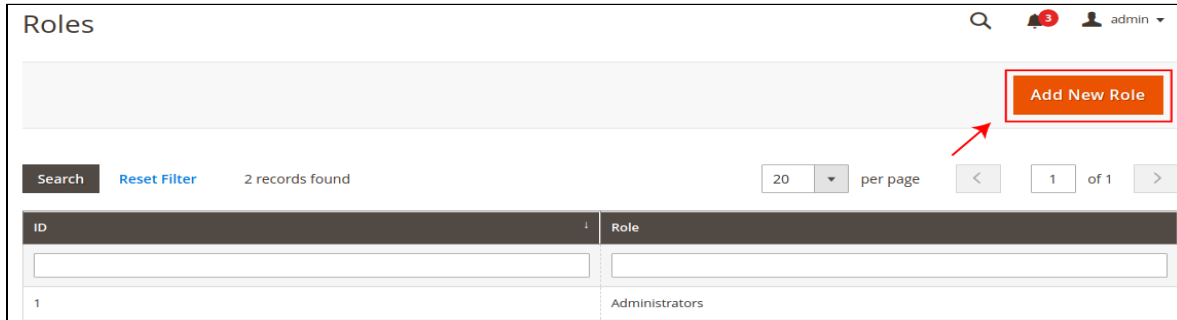 Roles
3
admin
Add New Role
Search Reset Filter 2 records found 20 per page < 1 of 1 >
ID ↓ Role
1 Administrators